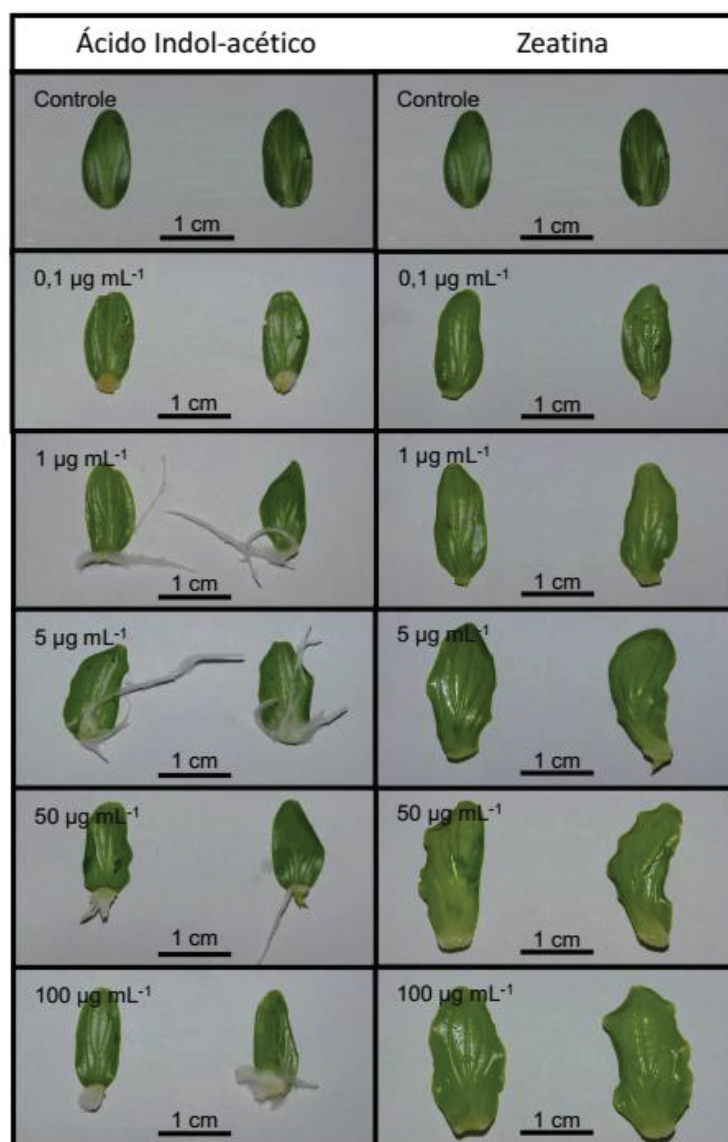 Ácido Indol-acético Zeatina
Controle Controle
1 cm 1 cm
0,1 µg mL⁻¹ 0,1 µg mL⁻¹
1 cm 1 cm
1 µg mL⁻¹ 1 µg mL⁻¹
1 cm 1 cm
5 µg mL⁻¹ 5 µg mL⁻¹
1 cm 1 cm
50 µg mL⁻¹ 50 µg mL⁻¹
1 cm 1 cm
100 µg mL⁻¹ 100 µg mL⁻¹
1 cm 1 cm